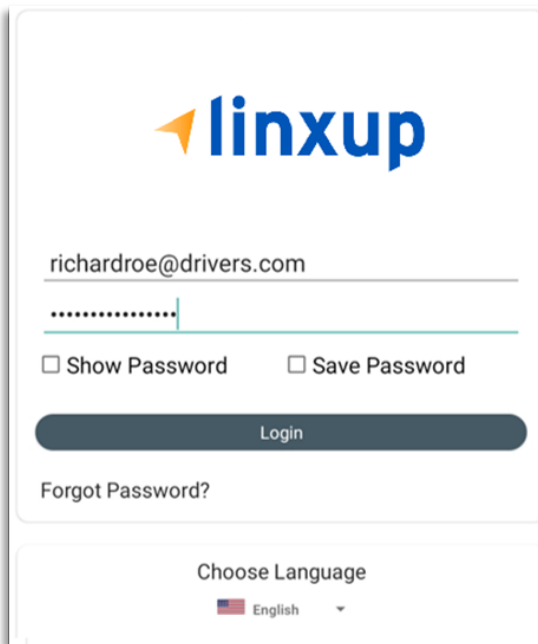 linxup
richardroe@drivers.com
••••••••••••••••
Show Password
Save Password
Login
Forgot Password?
Choose Language
English